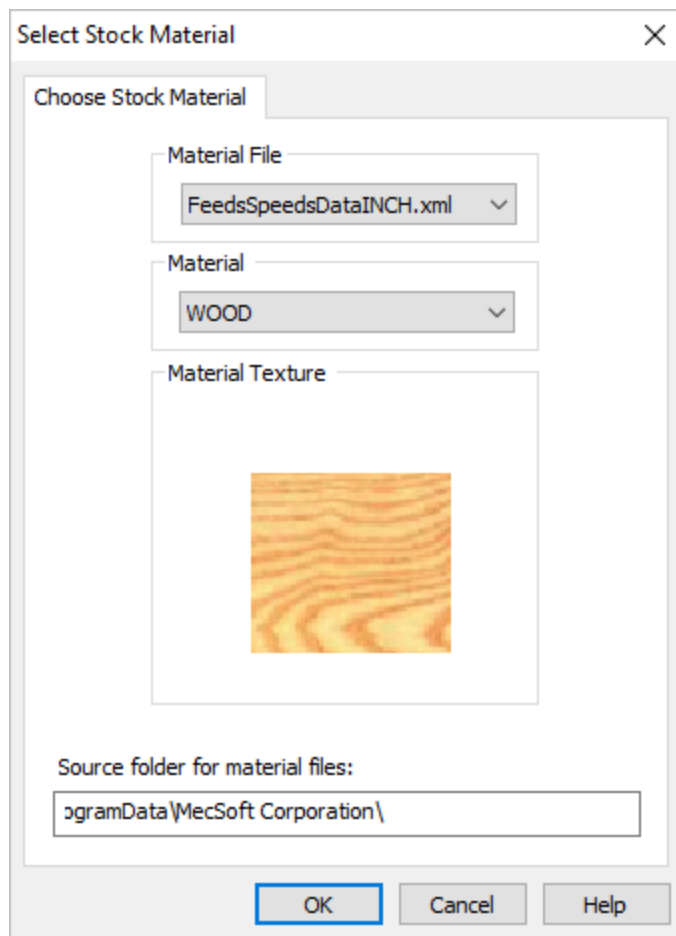 Select Stock Material
Choose Stock Material
Material File
FeedsSpeedsDataINCH.xml
Material
WOOD
Material Texture
Source folder for material files:
ogramData\MecSoft Corporation\
OK
Cancel
Help